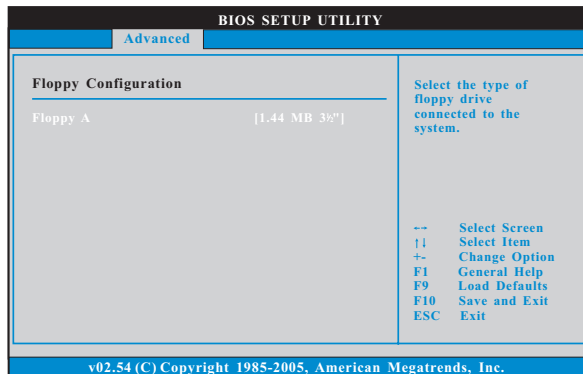 BIOS SETUP UTILITY
Advanced
Floppy Configuration
Floppy A [1.44 MB 3½"]
Select the type of
floppy drive
connected to the
system.
←→ Select Screen
↑↓ Select Item
+- Change Option
F1 General Help
F9 Load Defaults
F10 Save and Exit
ESC Exit
v02.54 (C) Copyright 1985-2005, American Megatrends, Inc.